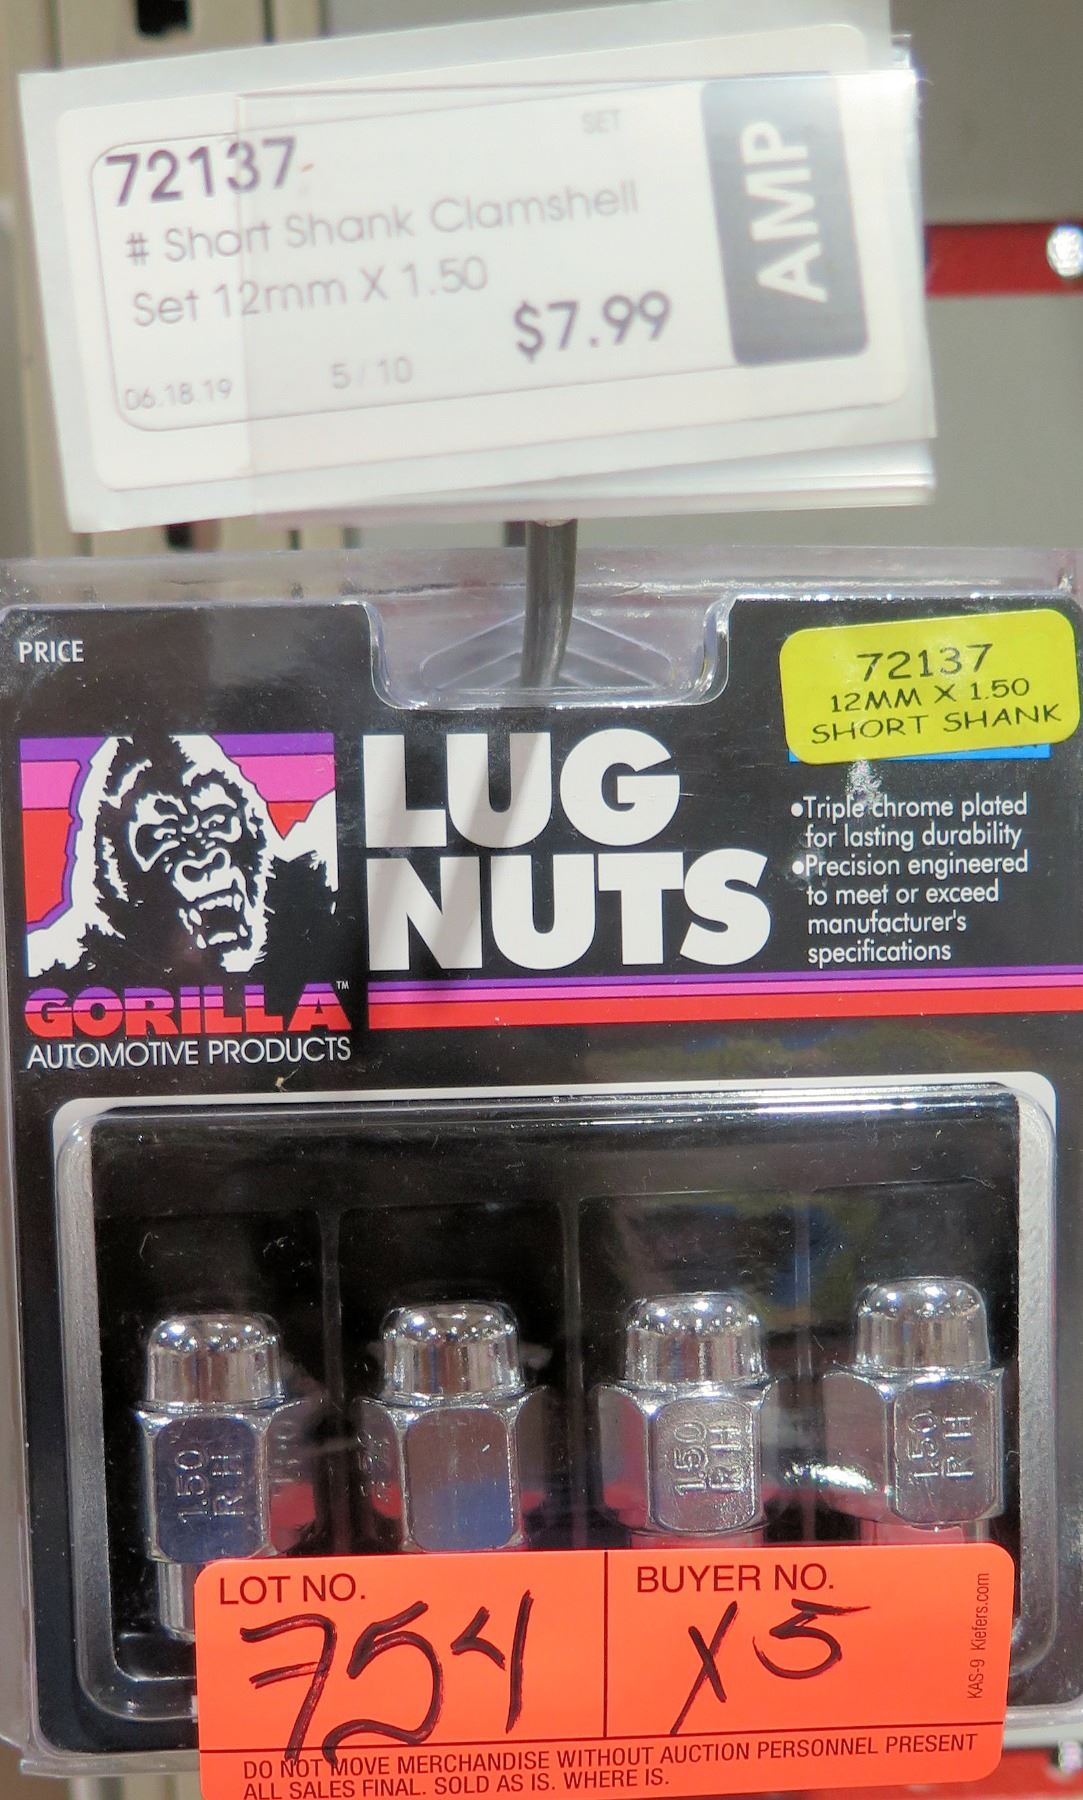 SET
72137-
# Short Shank Clamshell
Set 12mm X 1.50
$7.99
06.18.19 5/10
AMP
PRICE
72137
12MM X 1.50
SHORT SHANK
LUG
NUTS
•Triple chrome plated
for lasting durability
•Precision engineered
to meet or exceed
manufacturer's
specifications
GORILLA™
AUTOMOTIVE PRODUCTS
1.50
RH
1.50
RH
1.50
RH
LOT NO.
754
BUYER NO.
X5
KAS-9 Kiefers.com
DO NOT MOVE MERCHANDISE WITHOUT AUCTION PERSONNEL PRESENT
ALL SALES FINAL. SOLD AS IS. WHERE IS.